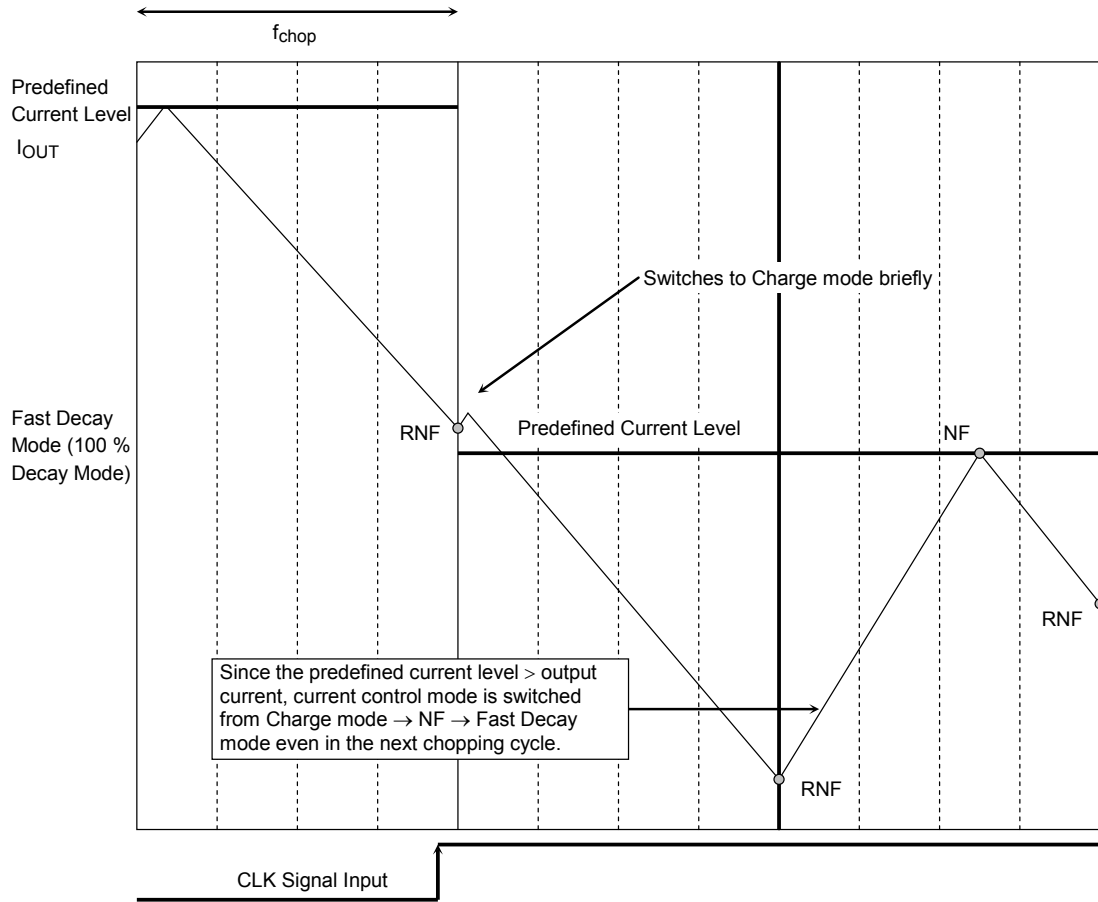 fchop
Predefined
Current Level
IOUT
Switches to Charge mode briefly
Fast Decay
Mode (100 %
Decay Mode)
RNF
Predefined Current Level
NF
RNF
Since the predefined current level > output
current, current control mode is switched
from Charge mode → NF → Fast Decay
mode even in the next chopping cycle.
RNF
CLK Signal Input